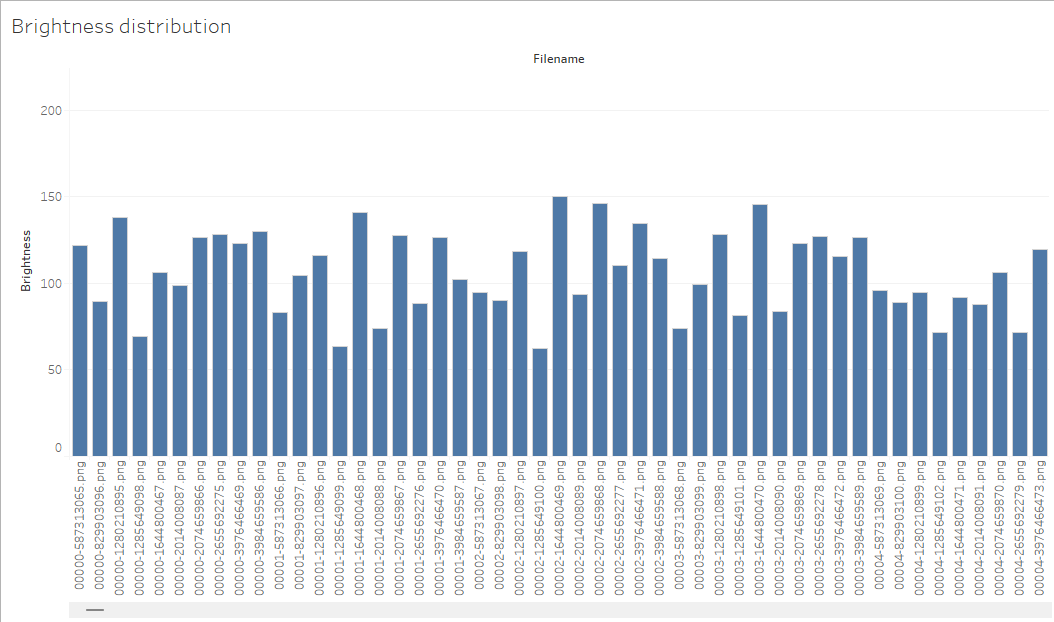 Brightness distribution
Filename
200
150
100
50
0
Brightness
00000-587313065.png
00000-829903096.png
00000-1280210895.png
00000-1285649098.png
00000-1644800467.png
00000-2014008087.png
00000-2074659866.png
00000-2655692275.png
00000-3976466469.png
00000-3984659586.png
00001-587313066.png
00001-829903097.png
00001-1280210896.png
00001-1285649099.png
00001-1644800468.png
00001-2014008088.png
00001-2074659867.png
00001-2655692276.png
00001-3976466470.png
00001-3984659587.png
00002-587313067.png
00002-829903098.png
00002-1280210897.png
00002-1285649100.png
00002-1644800469.png
00002-2014008089.png
00002-2074659868.png
00002-2655692277.png
00002-3976466471.png
00002-3984659588.png
00003-587313068.png
00003-829903099.png
00003-1280210898.png
00003-1285649101.png
00003-1644800470.png
00003-2014008090.png
00003-2074659869.png
00003-2655692278.png
00003-3976466472.png
00003-3984659589.png
00004-587313069.png
00004-829903100.png
00004-1280210899.png
00004-1285649102.png
00004-1644800471.png
00004-2014008091.png
00004-2074659870.png
00004-2655692279.png
00004-3976466473.png